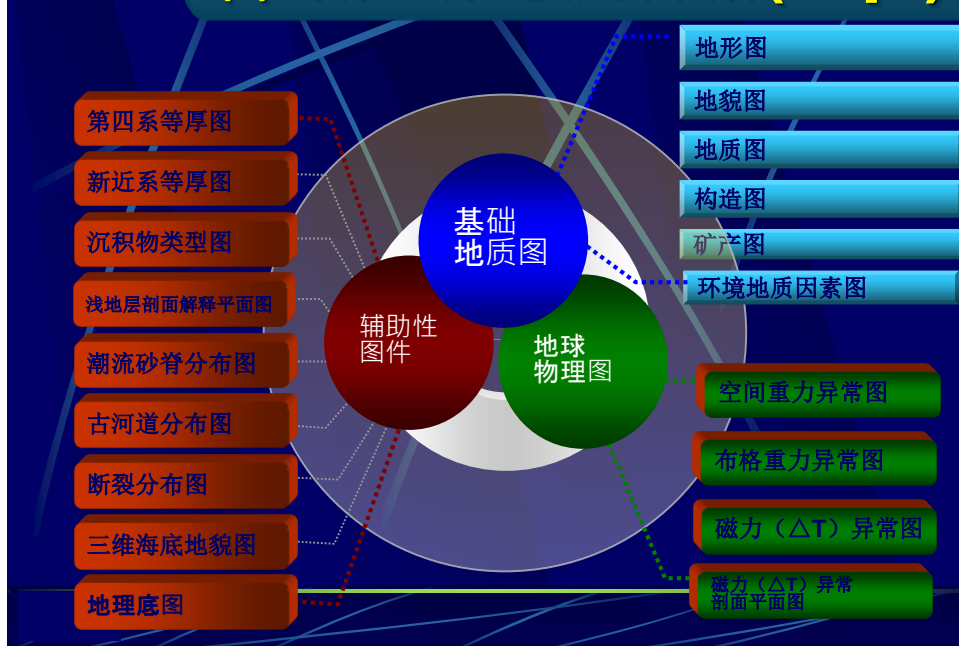 第四系等厚图
新近系等厚图
沉积物类型图
浅地层剖面解释平面图
潮流砂脊分布图
古河道分布图
断裂分布图
三维海底地貌图
地理底图
基础
地质图
辅助性
图件
地球
物理图
地形图
地貌图
地质图
构造图
矿产图
环境地质因素图
空间重力异常图
布格重力异常图
磁力（△T）异常图
磁力（△T）异常
剖面平面图